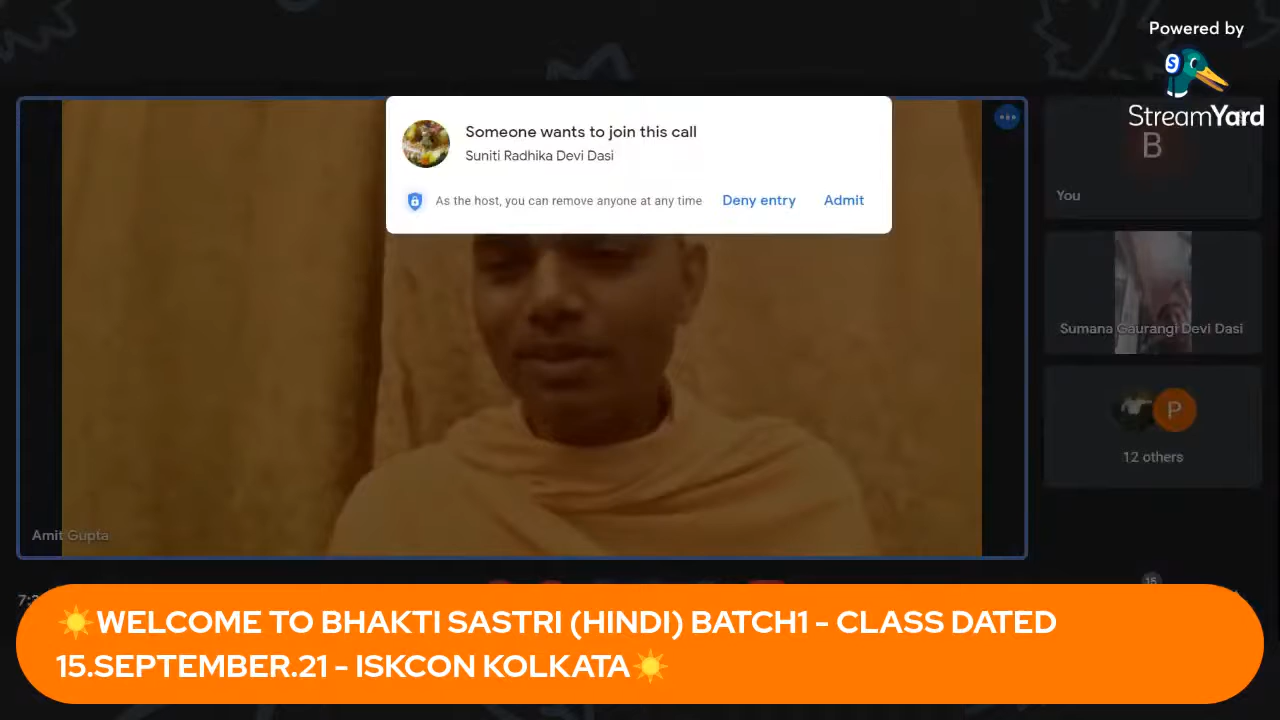 Powered by
StreamYard
Someone wants to join this call
Suniti Radhika Devi Dasi
As the host, you can remove anyone at any time
Deny entry
Admit
B
You
Sumana Gaurangi Devi Dasi
P
12 others
Amit Gupta
15
☀️WELCOME TO BHAKTI SASTRI (HINDI) BATCH1 - CLASS DATED
15.SEPTEMBER.21 - ISKCON KOLKATA☀️